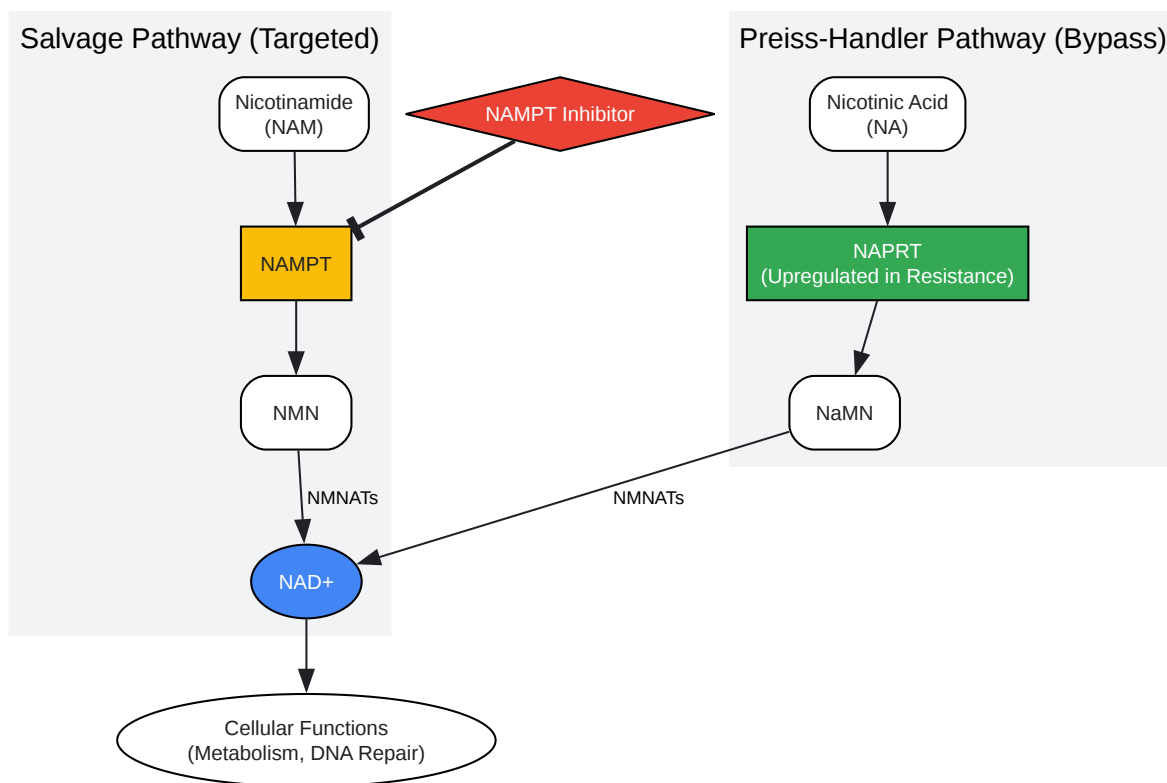 Salvage Pathway (Targeted)
Preiss-Handler Pathway (Bypass)
Nicotinamide
(NAM)
NAMPT Inhibitor
Nicotinic Acid
(NA)
NAMPT
NAPRT
(Upregulated in Resistance)
NMN
NaMN
NMNATs
NMNATs
NAD+
Cellular Functions
(Metabolism, DNA Repair)